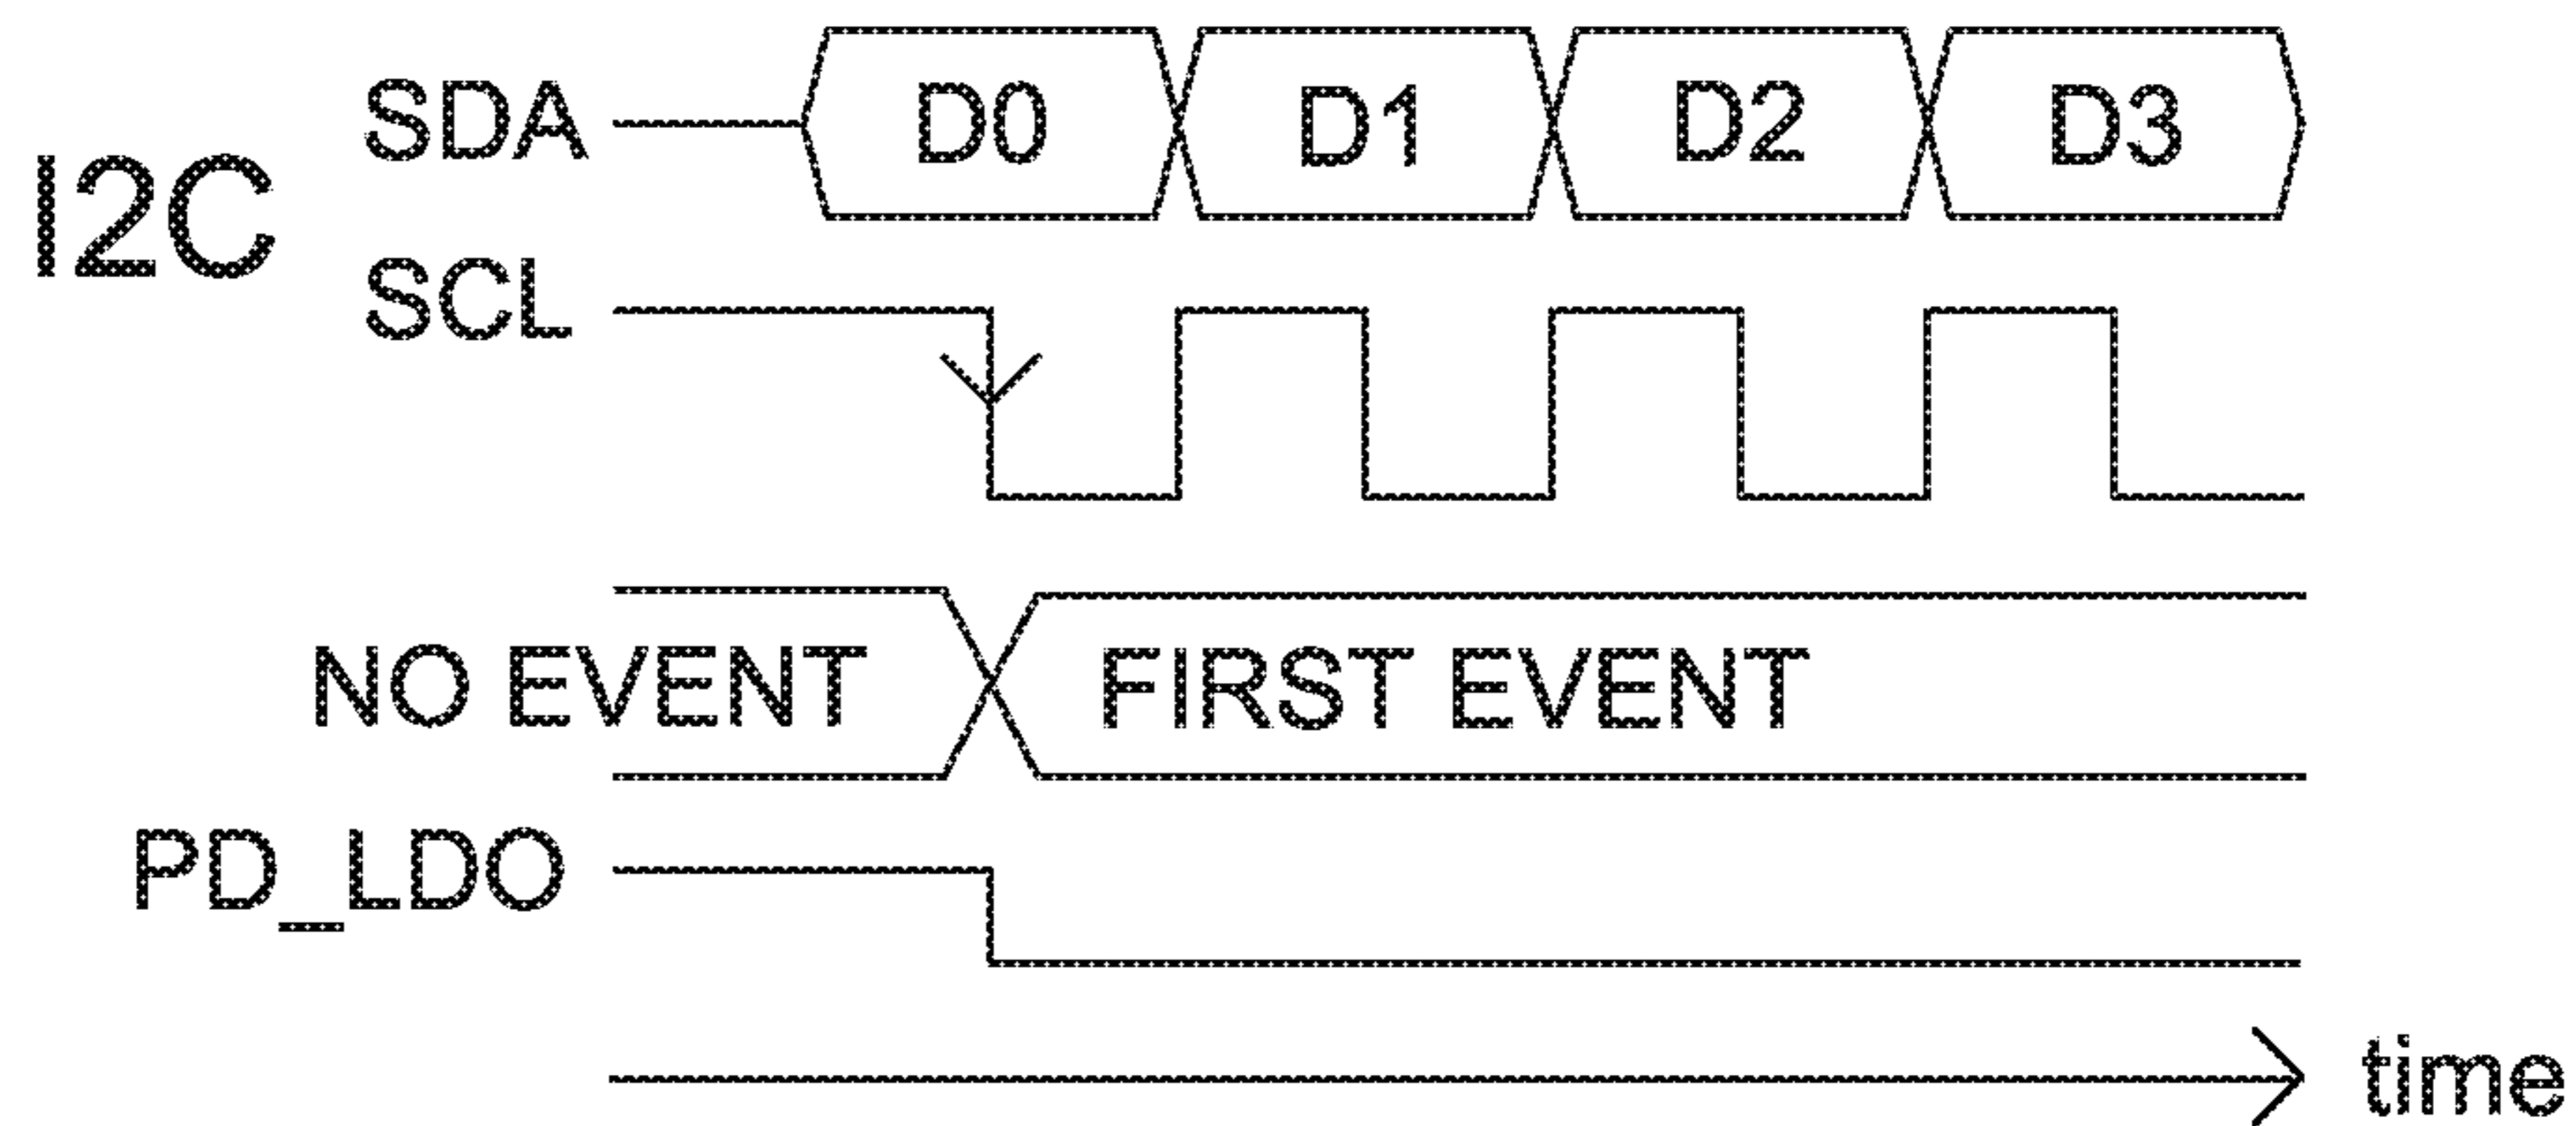 I2C
SDA D0 D1 D2 D3
SCL
NO EVENT FIRST EVENT
PD_LDO
time